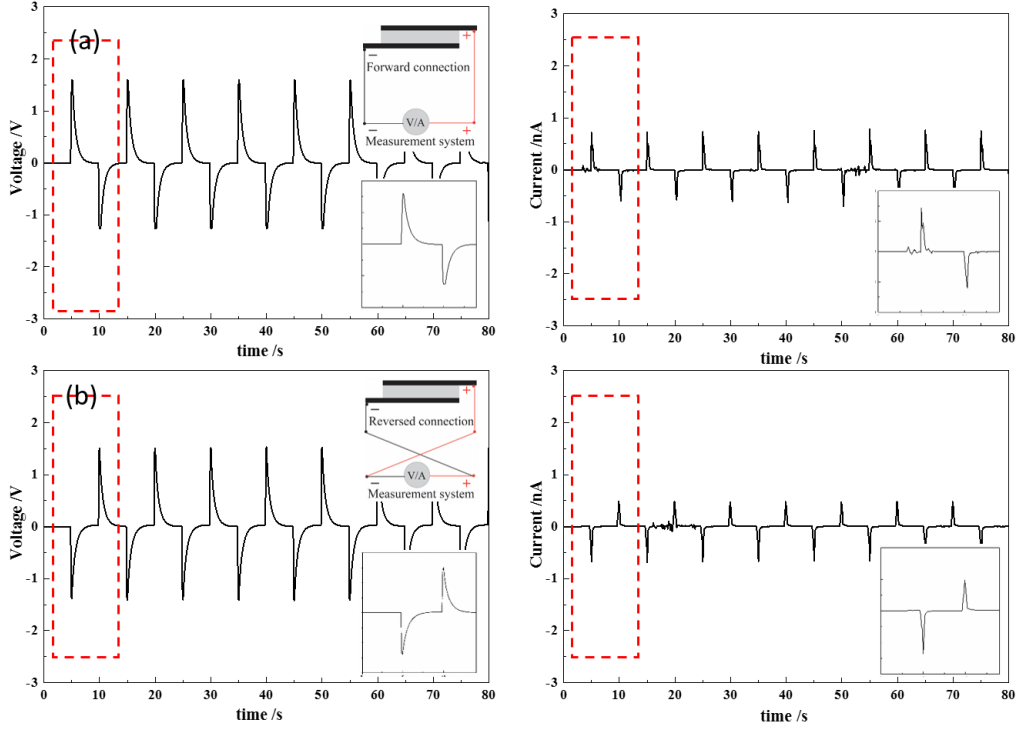 (a)
3
2
1
0
-1
-2
-3
Voltage /V
0 10 20 30 40 50 60 70 80
time /s
+
−
Forward connection
V/A
− +
Measurement system
3
2
1
0
-1
-2
-3
Current /nA
0 10 20 30 40 50 60 70 80
time /s
(b)
3
2
1
0
-1
-2
-3
Voltage /V
0 10 20 30 40 50 60 70 80
time /s
+
−
Reversed connection
V/A
− +
Measurement system
3
2
1
0
-1
-2
-3
Current /nA
0 10 20 30 40 50 60 70 80
time /s